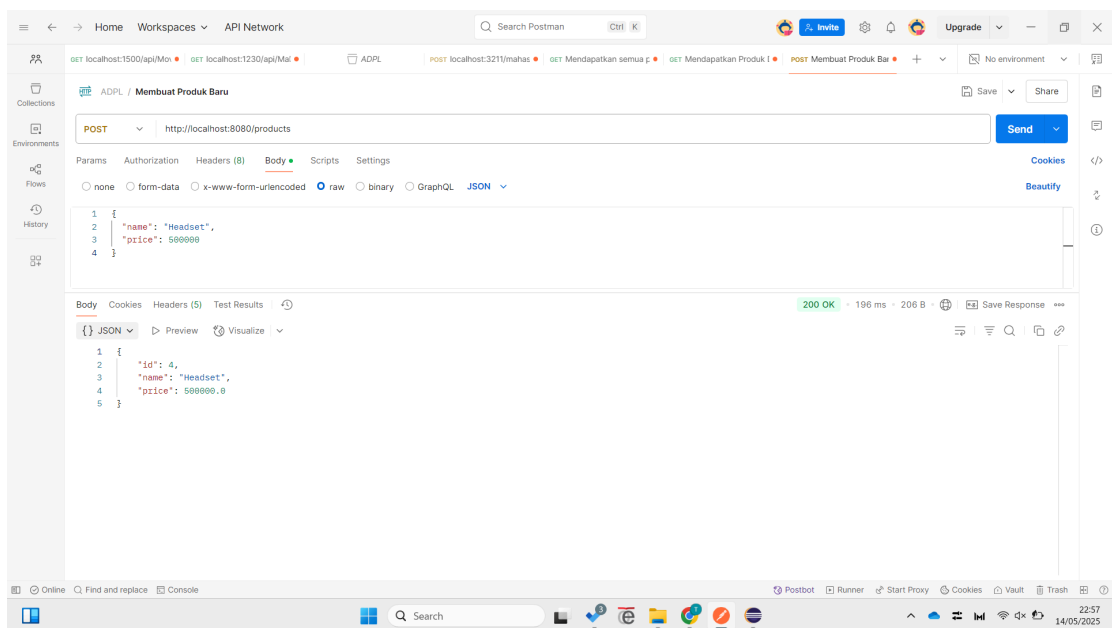 Home Workspaces API Network Search Postman Ctrl K Invite Upgrade
GET localhost:1500/api/Mov GET localhost:1230/api/Mal ADPL POST localhost:3211/mahas GET Mendapatkan semua p GET Mendapatkan Produk I POST Membuat Produk Bar No environment
Collections
Environments
Flows
History
HTTP ADPL / Membuat Produk Baru Save Share
POST http://localhost:8080/products Send
Params Authorization Headers (8) Body Scripts Settings Cookies
none form-data x-www-form-urlencoded raw binary GraphQL JSON Beautify
1 {
2 "name": "Headset",
3 "price": 500000
4 }
Body Cookies Headers (5) Test Results 200 OK 196 ms 206 B Save Response
{} JSON Preview Visualize
1 {
2 "id": 4,
3 "name": "Headset",
4 "price": 500000.0
5 }
Online Find and replace Console Postbot Runner Start Proxy Cookies Vault Trash
Search
22:57
14/05/2025